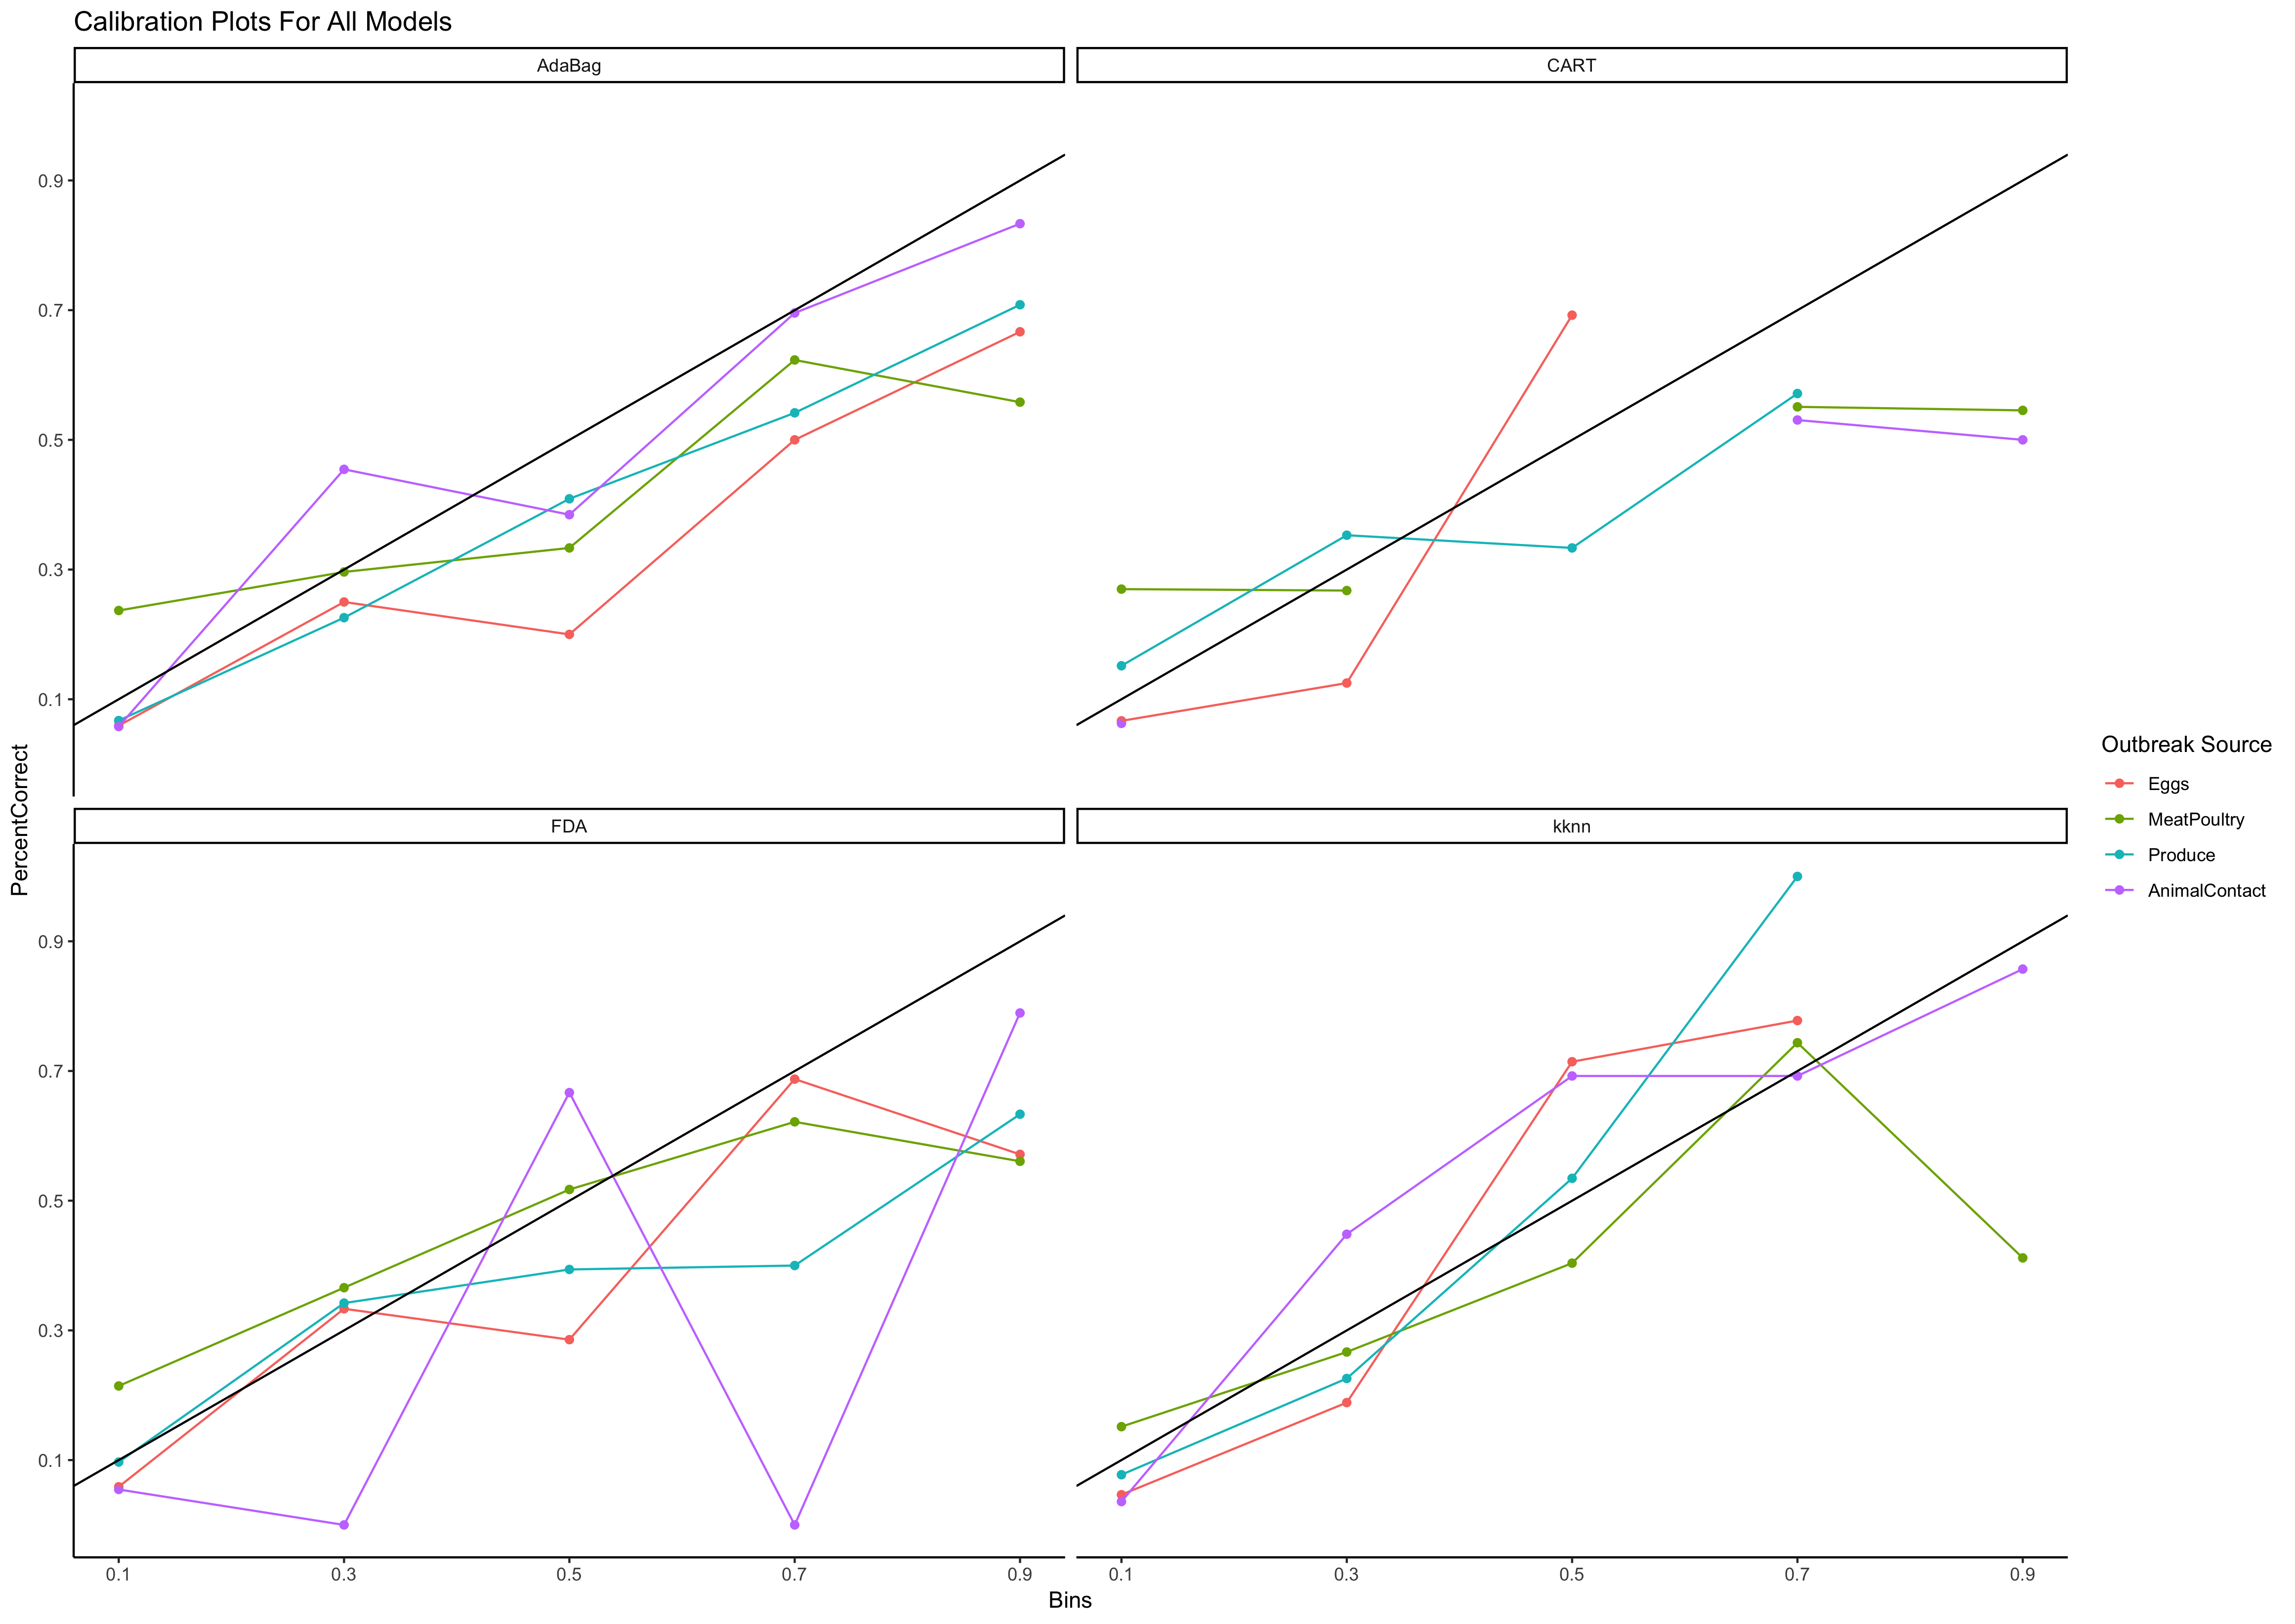 Calibration Plots For All Models
AdaBag
CART
0.9
0.7
0.5
0.3
0.1
PercentCorrect
FDA
kknn
0.9
0.7
0.5
0.3
0.1
0.1 0.3 0.5 0.7 0.9
0.1 0.3 0.5 0.7 0.9
Bins
Outbreak Source
Eggs
MeatPoultry
Produce
AnimalContact